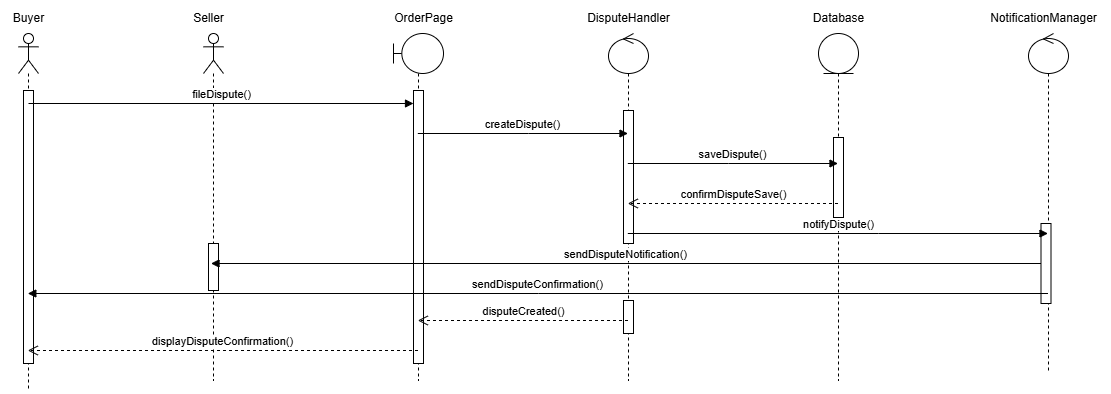 Buyer
Seller
OrderPage
DisputeHandler
Database
NotificationManager
fileDispute()
createDispute()
saveDispute()
confirmDisputeSave()
notifyDispute()
sendDisputeNotification()
sendDisputeConfirmation()
disputeCreated()
displayDisputeConfirmation()